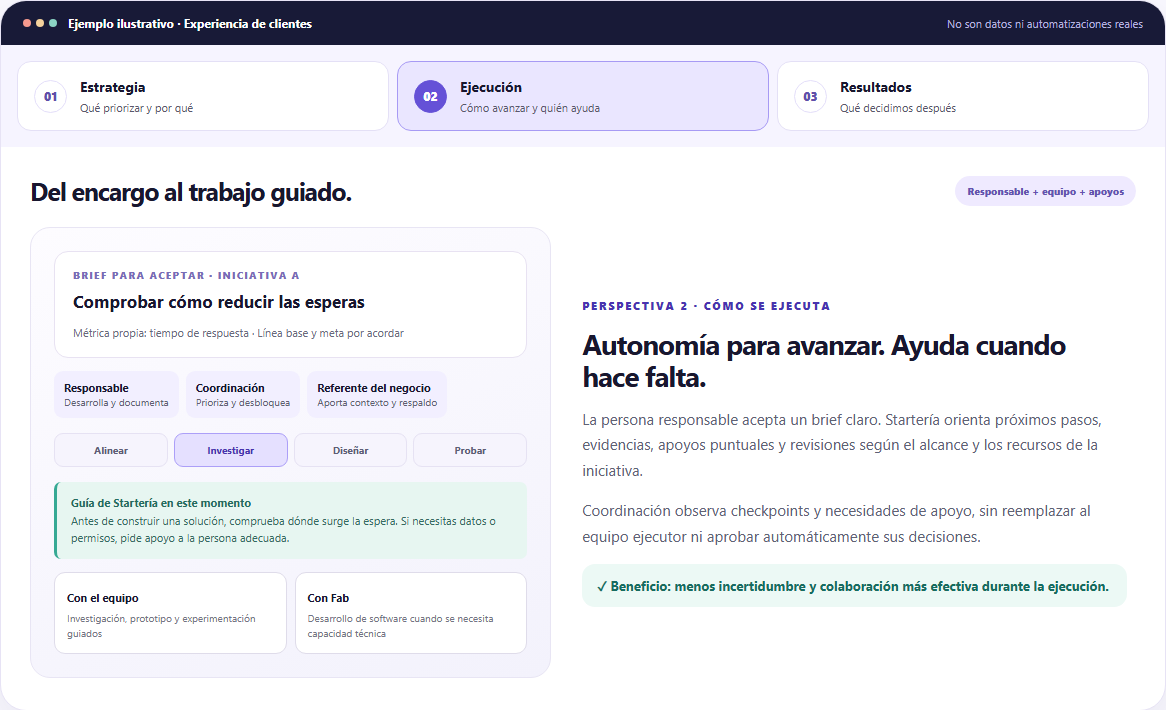 Ejemplo ilustrativo · Experiencia de clientes
No son datos ni automatizaciones reales
01
Estrategia
Qué priorizar y por qué
02
Ejecución
Cómo avanzar y quién ayuda
03
Resultados
Qué decidimos después
Del encargo al trabajo guiado.
Responsable + equipo + apoyos
BRIEF PARA ACEPTAR · INICIATIVA A
Comprobar cómo reducir las esperas
Métrica propia: tiempo de respuesta · Línea base y meta por acordar
Responsable
Desarrolla y documenta
Coordinación
Prioriza y desbloquea
Referente del negocio
Aporta contexto y respaldo
Alinear
Investigar
Diseñar
Probar
Guía de Startería en este momento
Antes de construir una solución, comprueba dónde surge la espera. Si necesitas datos o
permisos, pide apoyo a la persona adecuada.
Con el equipo
Investigación, prototipo y experimentación
guiados
Con Fab
Desarrollo de software cuando se necesita
capacidad técnica
PERSPECTIVA 2 · CÓMO SE EJECUTA
Autonomía para avanzar. Ayuda cuando
hace falta.
La persona responsable acepta un brief claro. Startería orienta próximos pasos,
evidencias, apoyos puntuales y revisiones según el alcance y los recursos de la
iniciativa.
Coordinación observa checkpoints y necesidades de apoyo, sin reemplazar al
equipo ejecutor ni aprobar automáticamente sus decisiones.
✓ Beneficio: menos incertidumbre y colaboración más efectiva durante la ejecución.